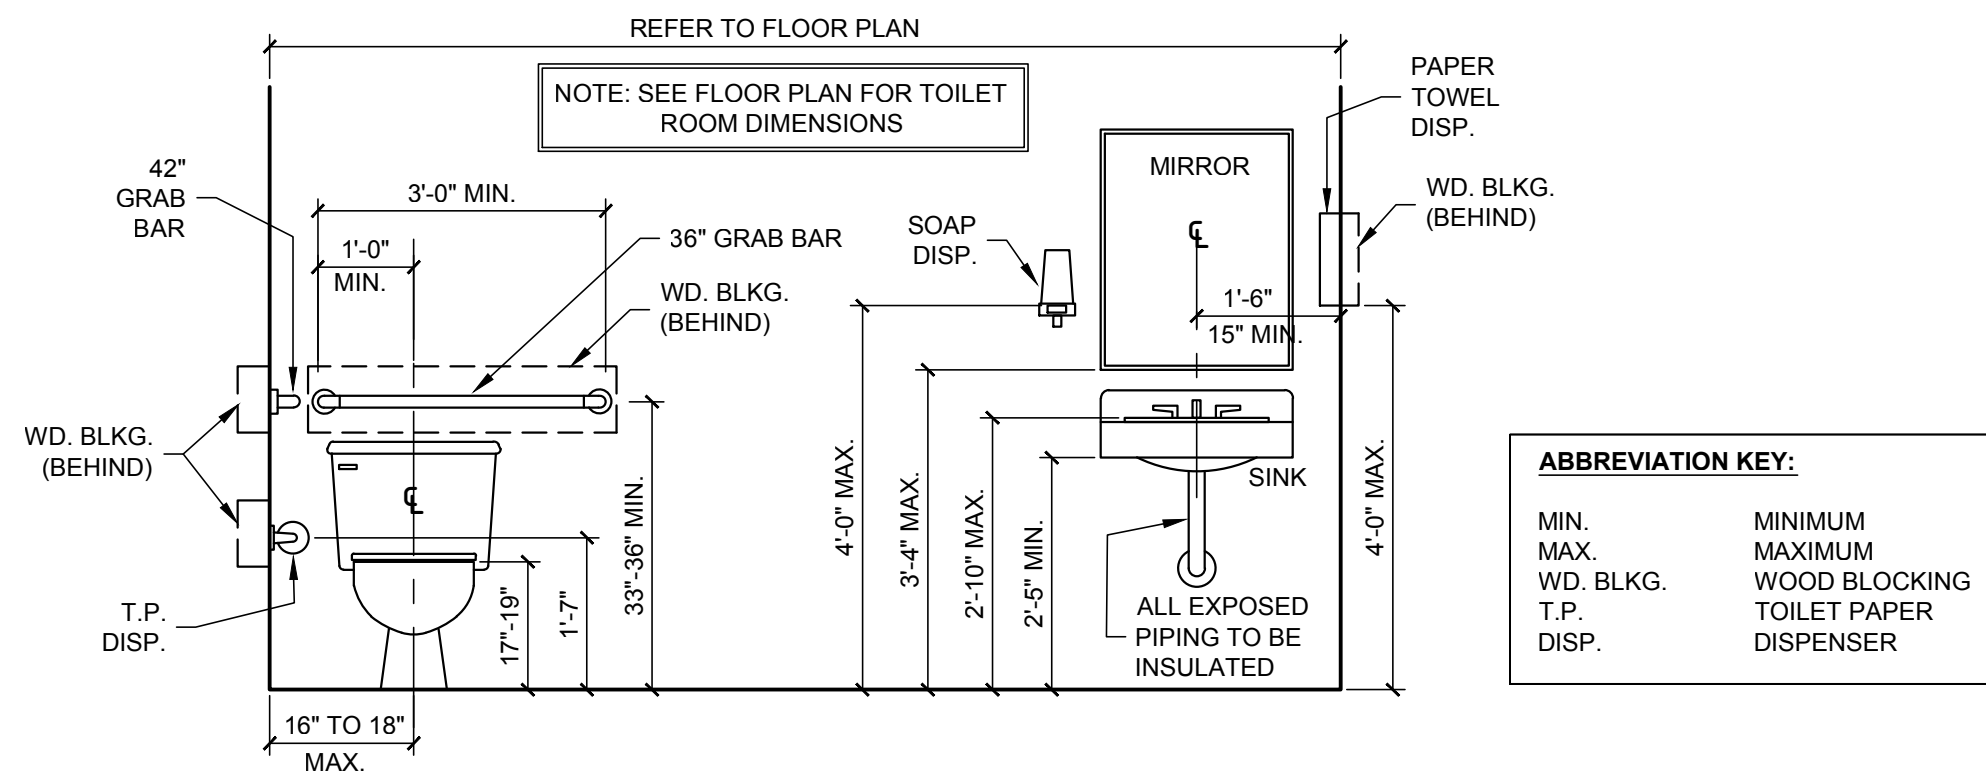 REFER TO FLOOR PLAN
NOTE: SEE FLOOR PLAN FOR TOILET
ROOM DIMENSIONS
PAPER
TOWEL
DISP.
WD. BLKG.
(BEHIND)
42"
GRAB
BAR
3'-0" MIN.
1'-0"
MIN.
36" GRAB BAR
WD. BLKG.
(BEHIND)
SOAP
DISP.
MIRROR
℄
1'-6"
15" MIN.
WD. BLKG.
(BEHIND)
T.P.
DISP.
℄
17"-19"
1'-7"
33"-36" MIN.
4'-0" MAX.
3'-4" MAX.
2'-10" MAX.
2'-5" MIN.
SINK
4'-0" MAX.
ALL EXPOSED
PIPING TO BE
INSULATED
16" TO 18"
MAX.
ABBREVIATION KEY:
MIN. MINIMUM
MAX. MAXIMUM
WD. BLKG. WOOD BLOCKING
T.P. TOILET PAPER
DISP. DISPENSER